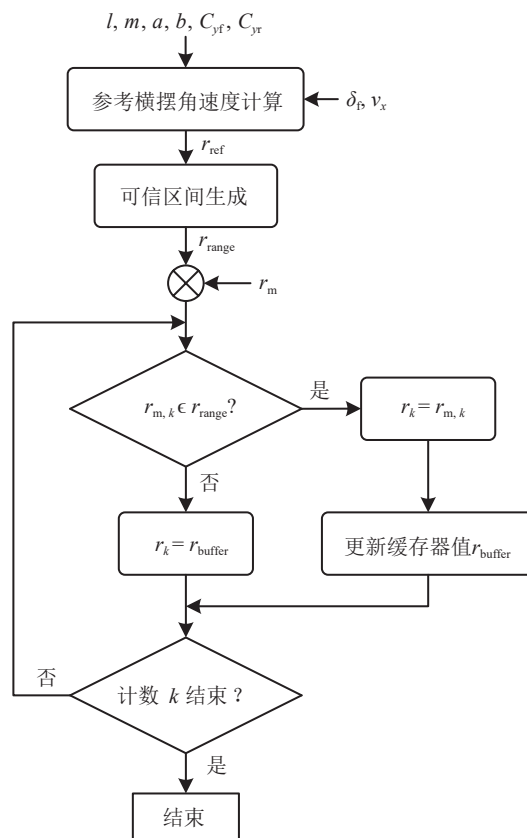 l, m, a, b, C_yf, C_yr
参考横摆角速度计算
δ_f, v_x
r_ref
可信区间生成
r_range
r_m
r_m, k ϵ r_range?
是
r_k = r_m, k
否
r_k = r_buffer
更新缓存器值r_buffer
否
计数 k 结束？
是
结束